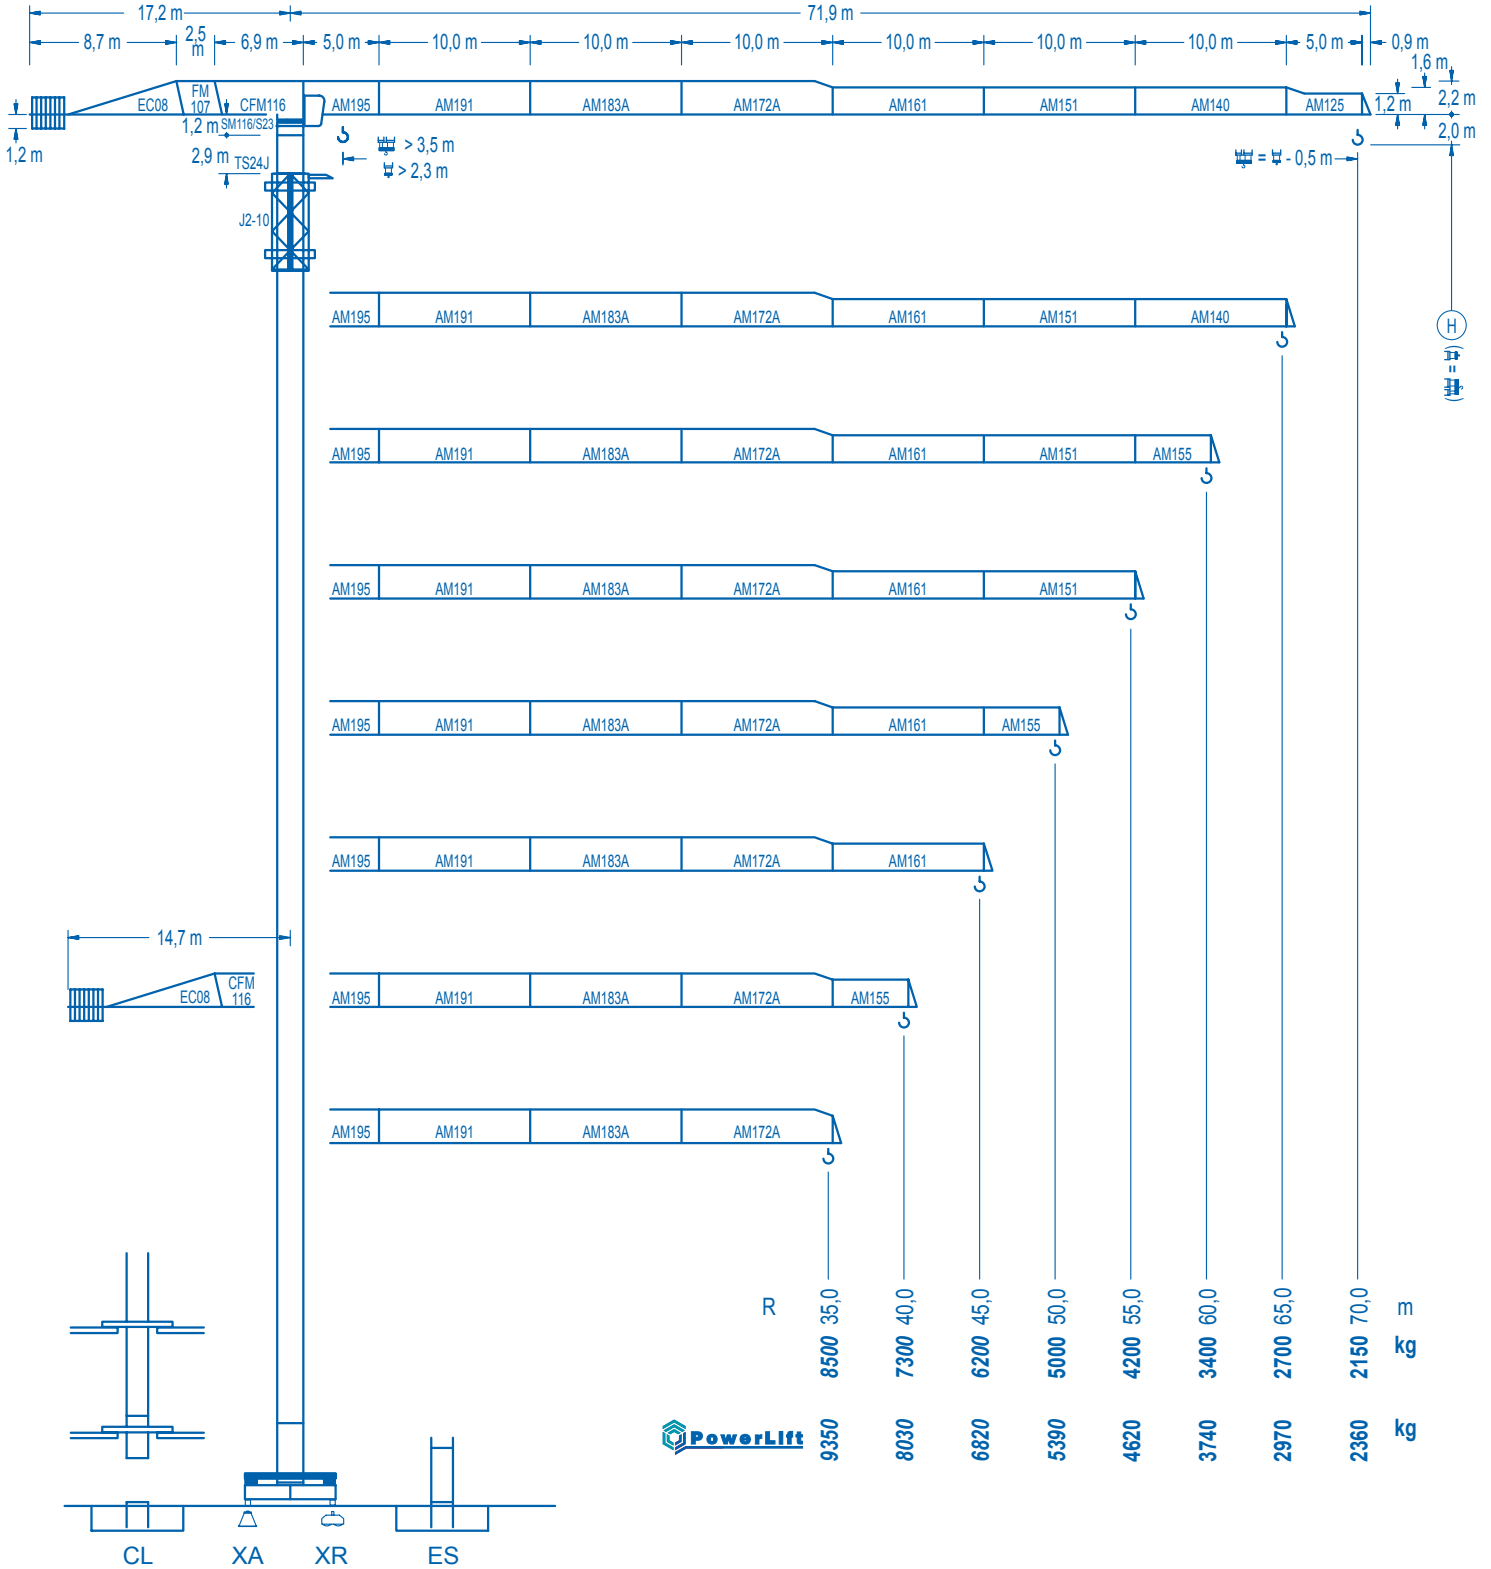 17,2 m 71,9 m
8,7 m 2,5 m 6,9 m 5,0 m 10,0 m 10,0 m 10,0 m 10,0 m 10,0 m 10,0 m 5,0 m 0,9 m
1,6 m
EC08 FM 107 CFM116 AM195 AM191 AM183A AM172A AM161 AM151 AM140 AM125 1,2 m 2,2 m
1,2 m SM116/S23 2,0 m
1,2 m > 3,5 m
2,9 m TS24J > 2,3 m = - 0,5 m
J2-10
AM195 AM191 AM183A AM172A AM161 AM151 AM140
H
( = )
AM195 AM191 AM183A AM172A AM161 AM151 AM155
AM195 AM191 AM183A AM172A AM161 AM151
AM195 AM191 AM183A AM172A AM161 AM155
AM195 AM191 AM183A AM172A AM161
14,7 m
EC08 CFM 116 AM195 AM191 AM183A AM172A AM155
AM195 AM191 AM183A AM172A
R 35,0 40,0 45,0 50,0 55,0 60,0 65,0 70,0 m
8500 7300 6200 5000 4200 3400 2700 2150 kg
PowerLift 9350 8030 6820 5390 4620 3740 2970 2360 kg
CL XA XR ES